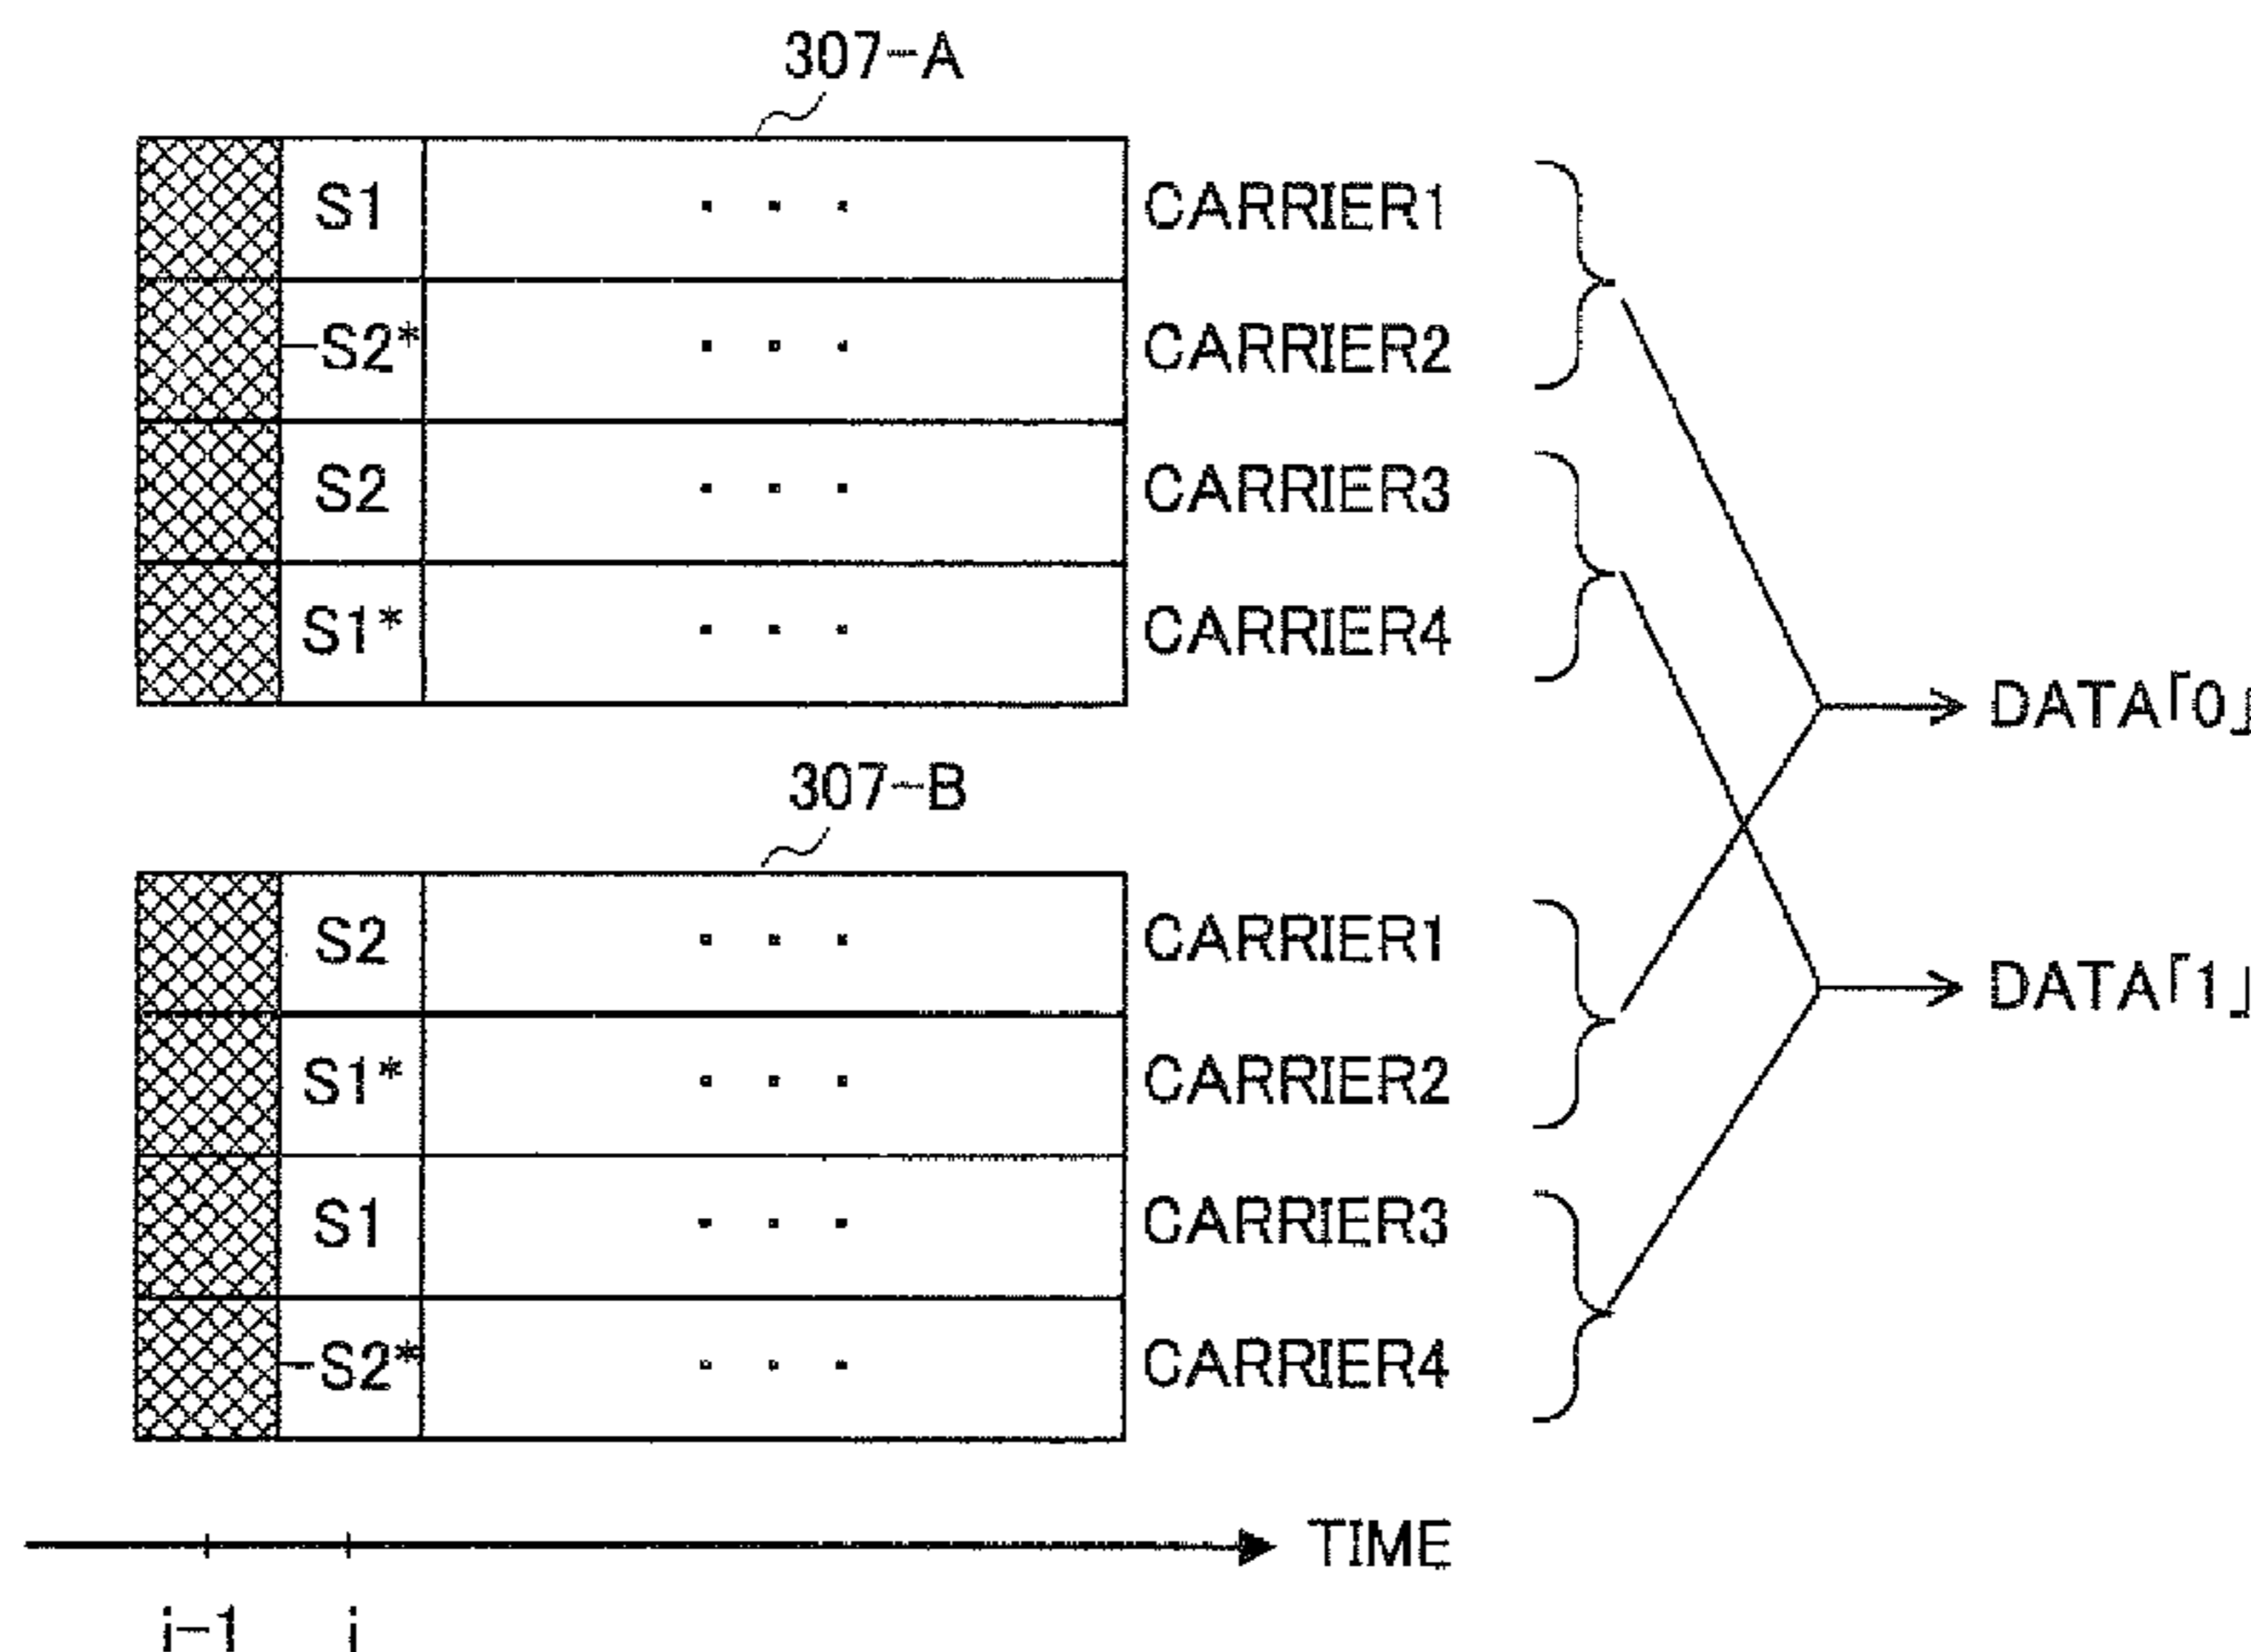 307-A
S1 ・ ・ ・ CARRIER1
-S2* ・ ・ ・ CARRIER2
S2 ・ ・ ・ CARRIER3
S1* ・ ・ ・ CARRIER4
DATA「0」
307-B
S2 ・ ・ ・ CARRIER1
DATA「1」
S1* ・ ・ ・ CARRIER2
S1 ・ ・ ・ CARRIER3
-S2* ・ ・ ・ CARRIER4
TIME
i-1 i